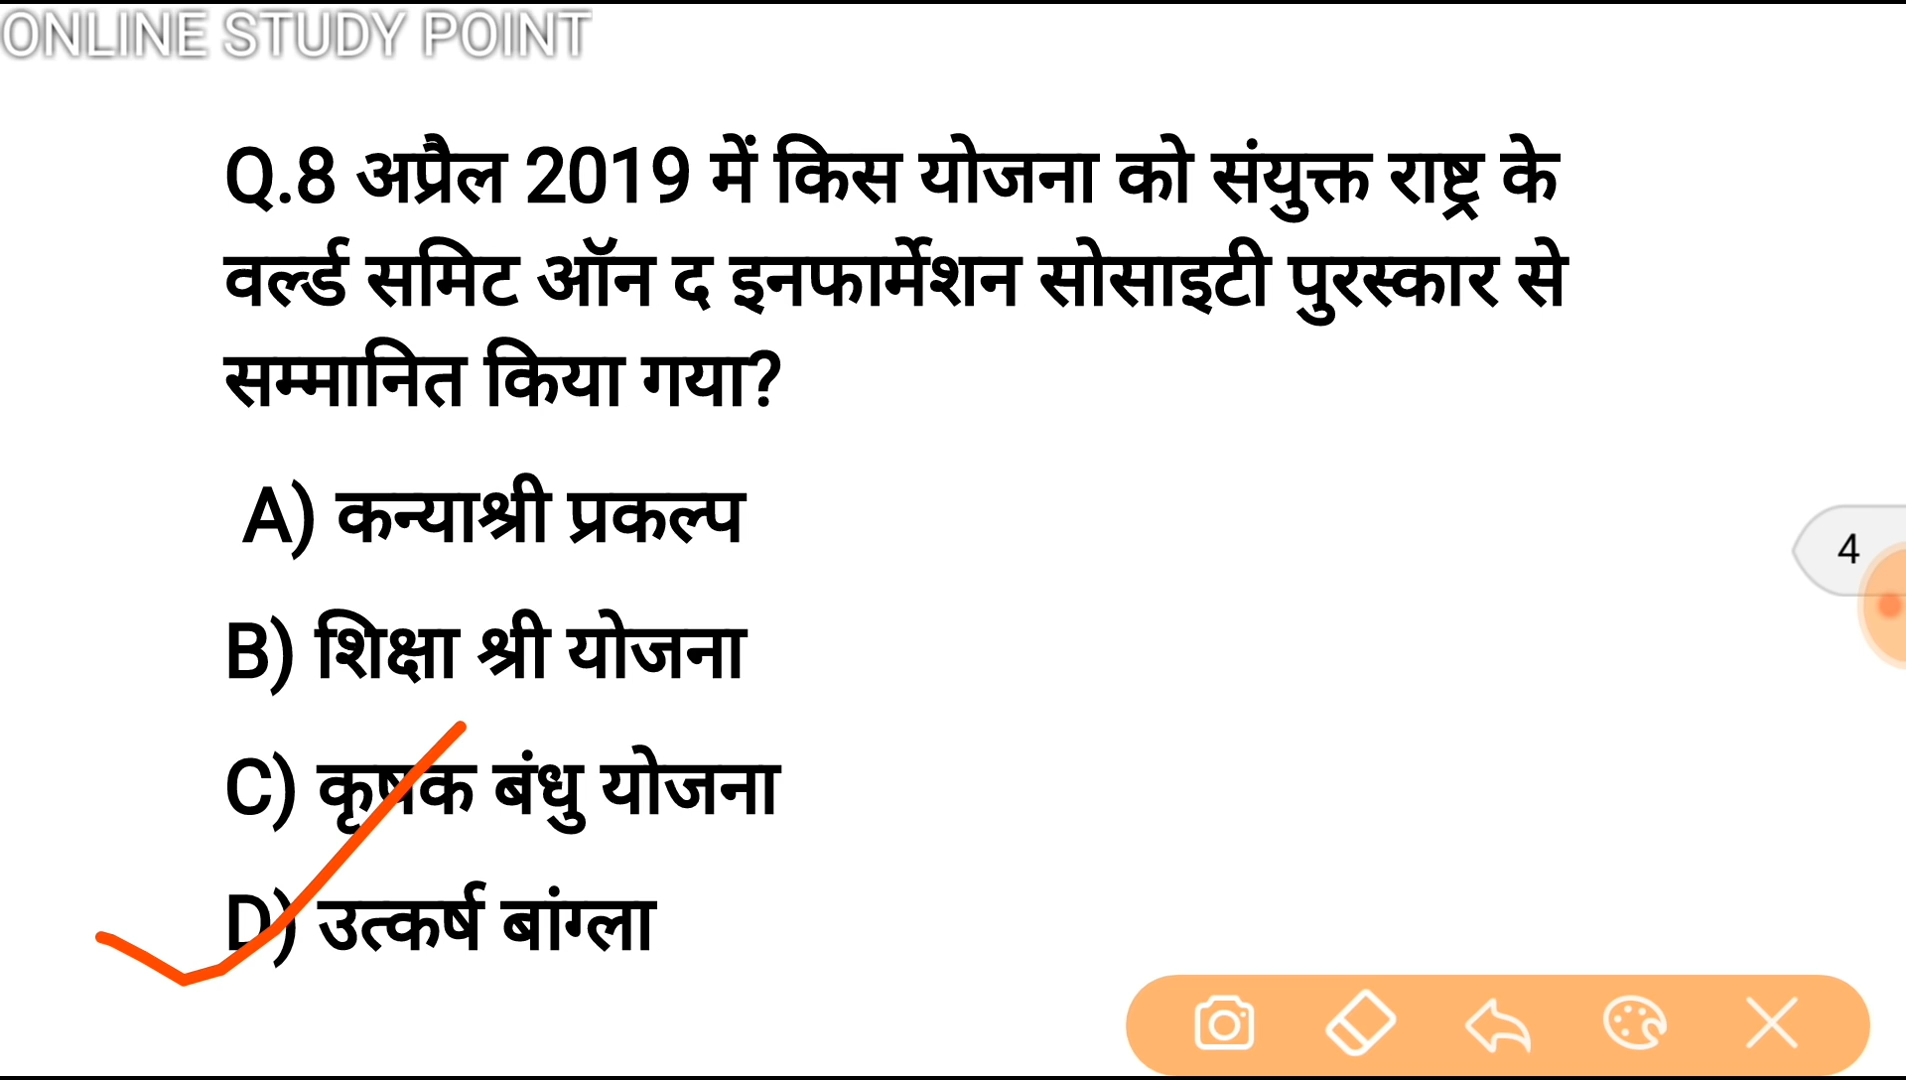 ONLINE STUDY POINT
Q.8 अप्रैल 2019 में किस योजना को संयुक्त राष्ट्र के
वर्ल्ड समिट ऑन द इनफार्मेशन सोसाइटी पुरस्कार से
सम्मानित किया गया?
A) कन्याश्री प्रकल्प
B) शिक्षा श्री योजना
4
C) कृषक बंधु योजना
D) उत्कर्ष बांग्ला